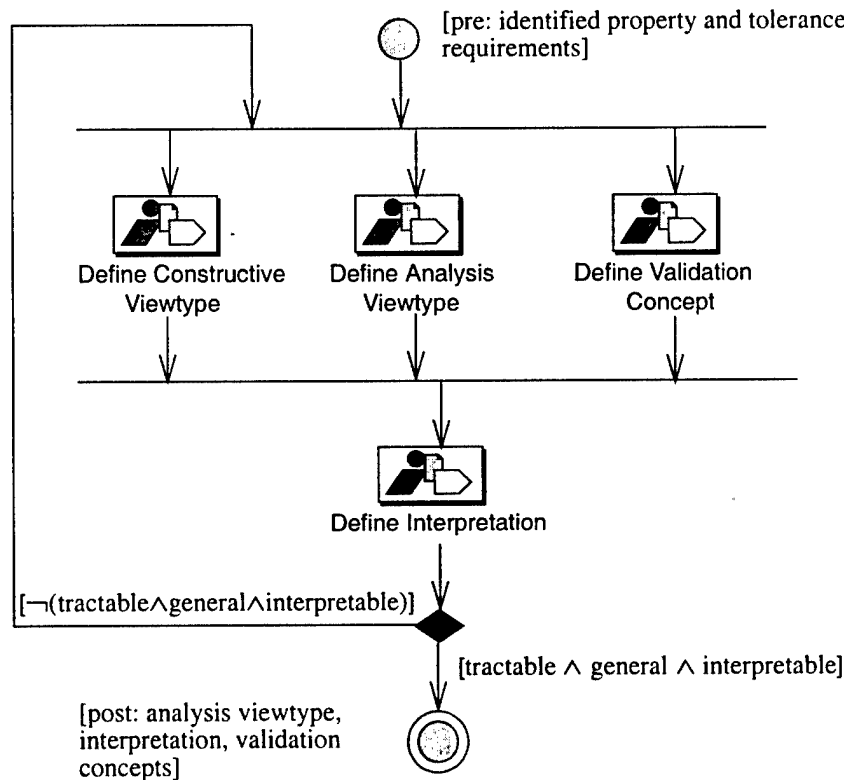 [pre: identified property and tolerance
requirements]
Define Constructive
Viewtype
Define Analysis
Viewtype
Define Validation
Concept
Define Interpretation
[¬(tractable∧general∧interpretable)]
[tractable ∧ general ∧ interpretable]
[post: analysis viewtype,
interpretation, validation
concepts]